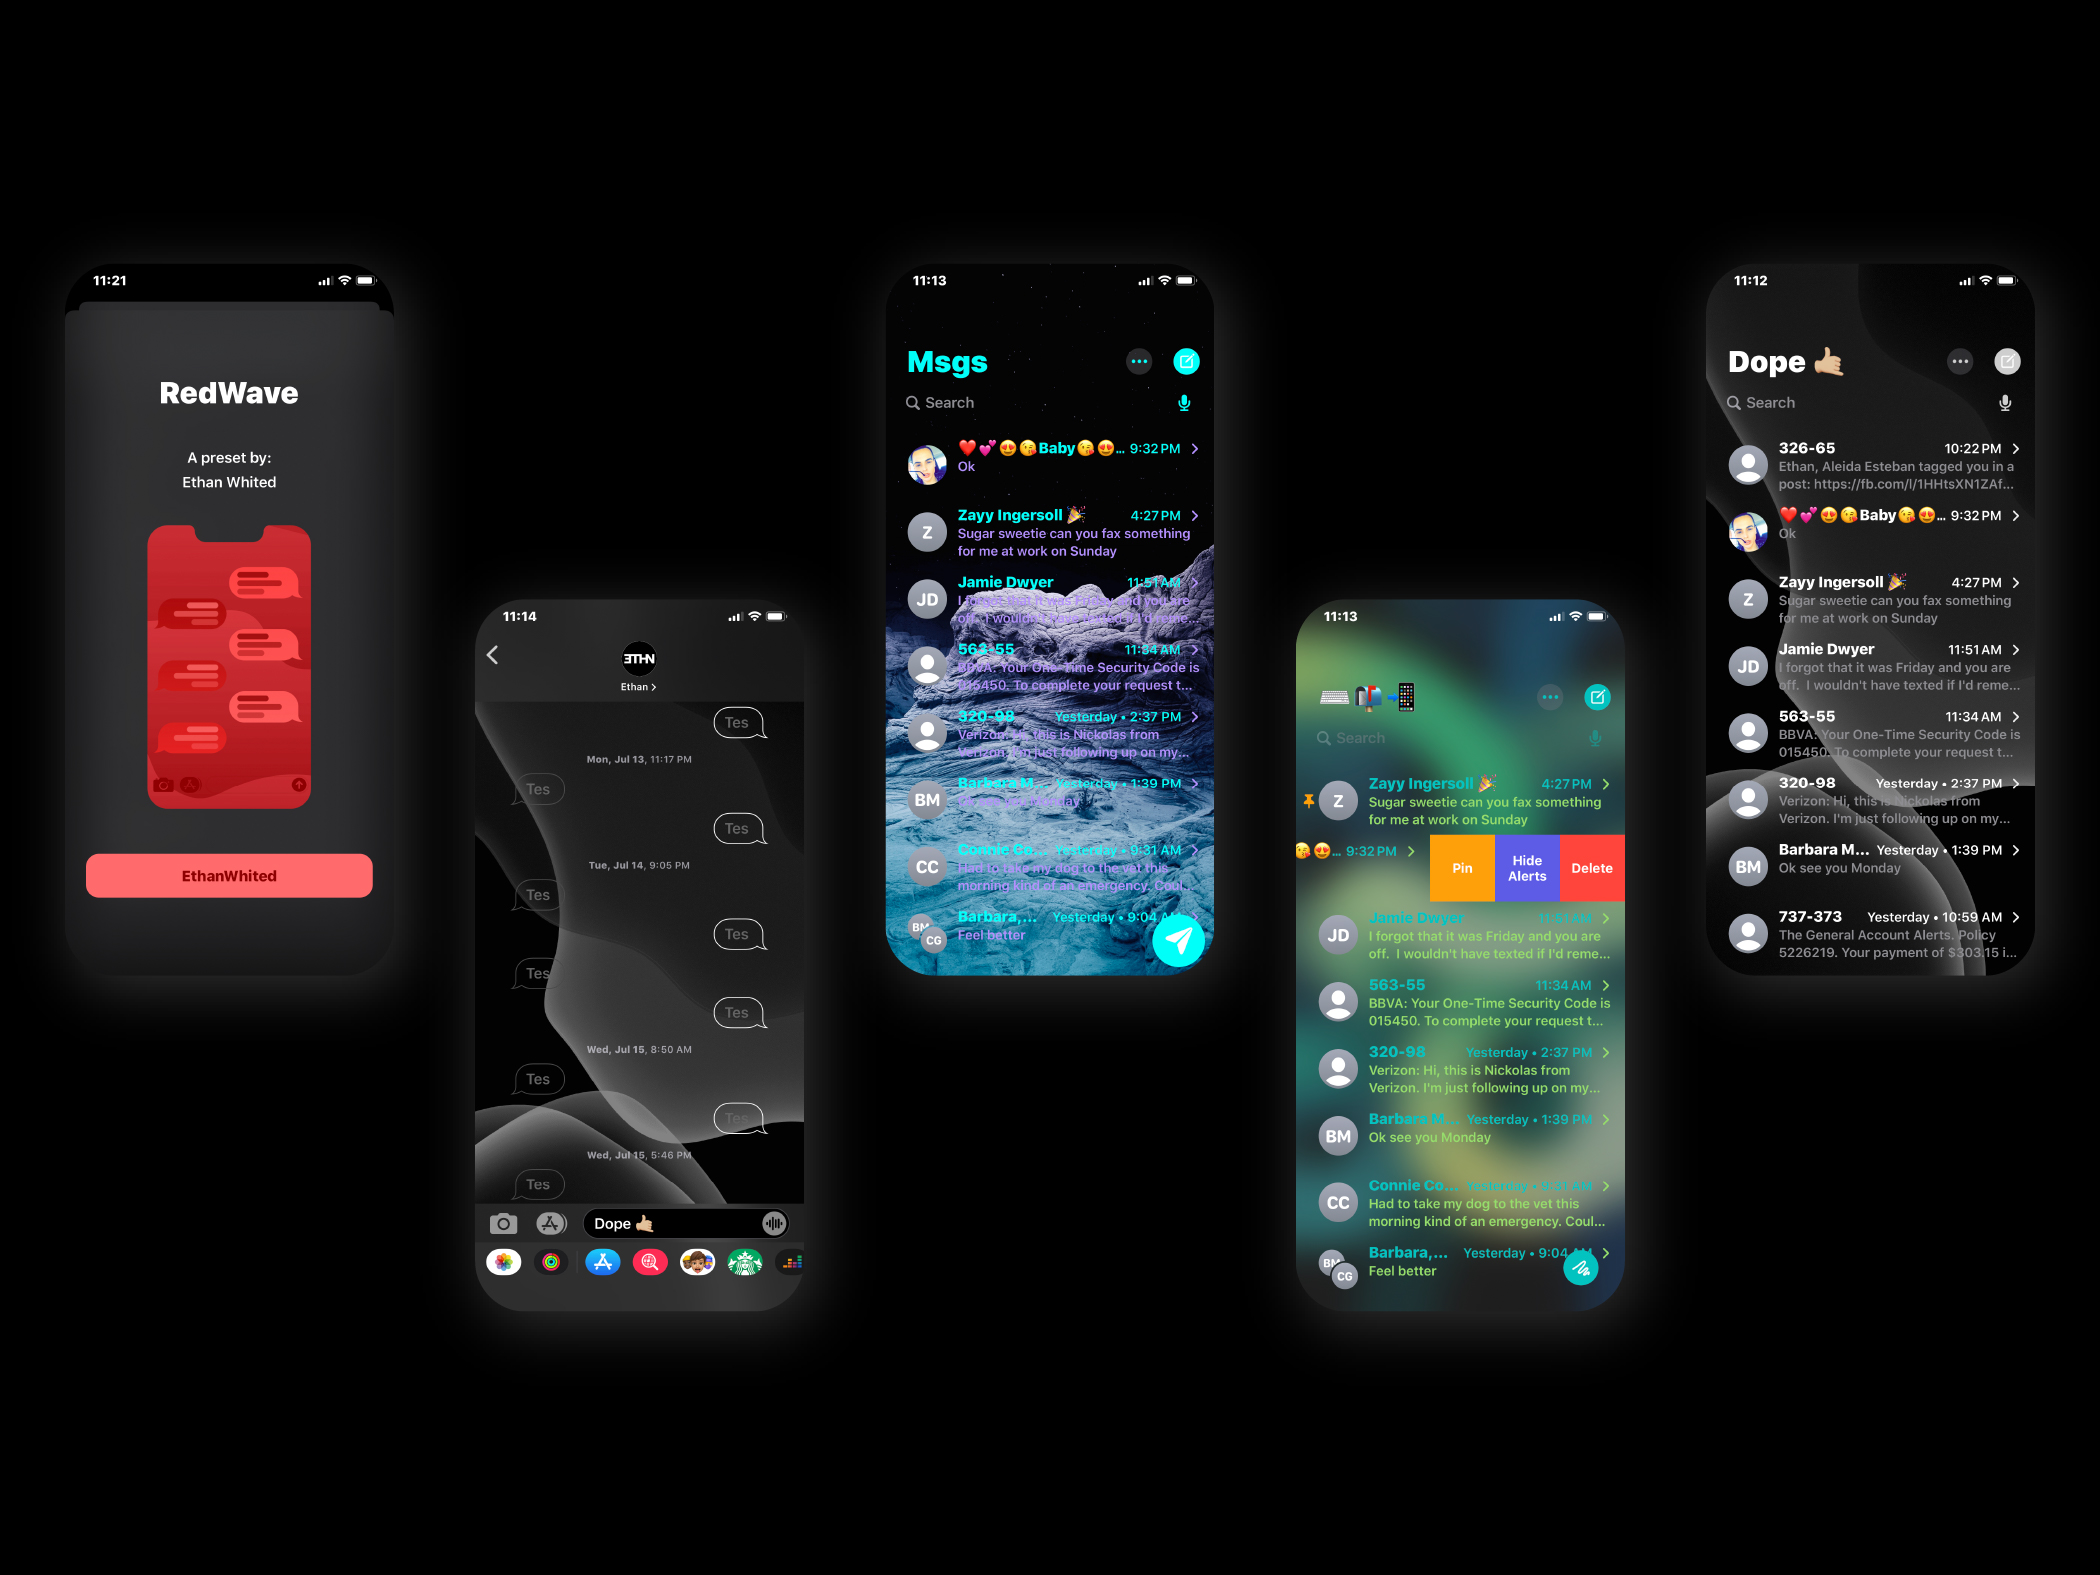 11:21
RedWave
A preset by:
Ethan Whited
EthanWhited
11:14
ETHN
Ethan >
Tes
Mon, Jul 13, 11:17 PM
Tes
Tes
Tue, Jul 14, 9:05 PM
Tes
Tes
Tes
Tes
Wed, Jul 15, 8:50 AM
Tes
Tes
Wed, Jul 15, 5:46 PM
Tes
Dope 🤙🏼
11:13
Msgs
Search
❤️💕😍😘Baby😘😍... 9:32 PM
Ok
Z
Zayy Ingersoll 🎉 4:27 PM
Sugar sweetie can you fax something
for me at work on Sunday
JD
Jamie Dwyer 11:51 AM
I forgot that it was Friday and you are
off. I wouldn't have texted if I'd reme...
563-55 11:34 AM
BBVA: Your One-Time Security Code is
015450. To complete your request t...
320-98 Yesterday • 2:37 PM
Verizon: Hi, this is Nickolas from
Verizon. I'm just following up on my...
BM
Barbara M... Yesterday • 1:39 PM
Ok see you Monday
CC
Connie Co... Yesterday • 9:31 AM
Had to take my dog to the vet this
morning kind of an emergency. Coul...
BM
CG
Barbara,... Yesterday • 9:04 AM
Feel better
11:13
⌨️📬📲
Search
Z
Zayy Ingersoll 🎉 4:27 PM
Sugar sweetie can you fax something
for me at work on Sunday
😘😍... 9:32 PM
Pin
Hide
Alerts
Delete
JD
Jamie Dwyer 11:51 AM
I forgot that it was Friday and you are
off. I wouldn't have texted if I'd reme...
563-55 11:34 AM
BBVA: Your One-Time Security Code is
015450. To complete your request t...
320-98 Yesterday • 2:37 PM
Verizon: Hi, this is Nickolas from
Verizon. I'm just following up on my...
BM
Barbara M... Yesterday • 1:39 PM
Ok see you Monday
CC
Connie Co... Yesterday • 9:31 AM
Had to take my dog to the vet this
morning kind of an emergency. Coul...
BM
CG
Barbara,... Yesterday • 9:04 AM
Feel better
11:12
Dope 🤙🏼
Search
326-65 10:22 PM
Ethan, Aleida Esteban tagged you in a
post: https://fb.com/l/1HHtsXN1ZAf...
❤️💕😍😘Baby😘😍... 9:32 PM
Ok
Z
Zayy Ingersoll 🎉 4:27 PM
Sugar sweetie can you fax something
for me at work on Sunday
JD
Jamie Dwyer 11:51 AM
I forgot that it was Friday and you are
off. I wouldn't have texted if I'd reme...
563-55 11:34 AM
BBVA: Your One-Time Security Code is
015450. To complete your request t...
320-98 Yesterday • 2:37 PM
Verizon: Hi, this is Nickolas from
Verizon. I'm just following up on my...
BM
Barbara M... Yesterday • 1:39 PM
Ok see you Monday
737-373 Yesterday • 10:59 AM
The General Account Alerts. Policy
5226219. Your payment of $303.15 i...